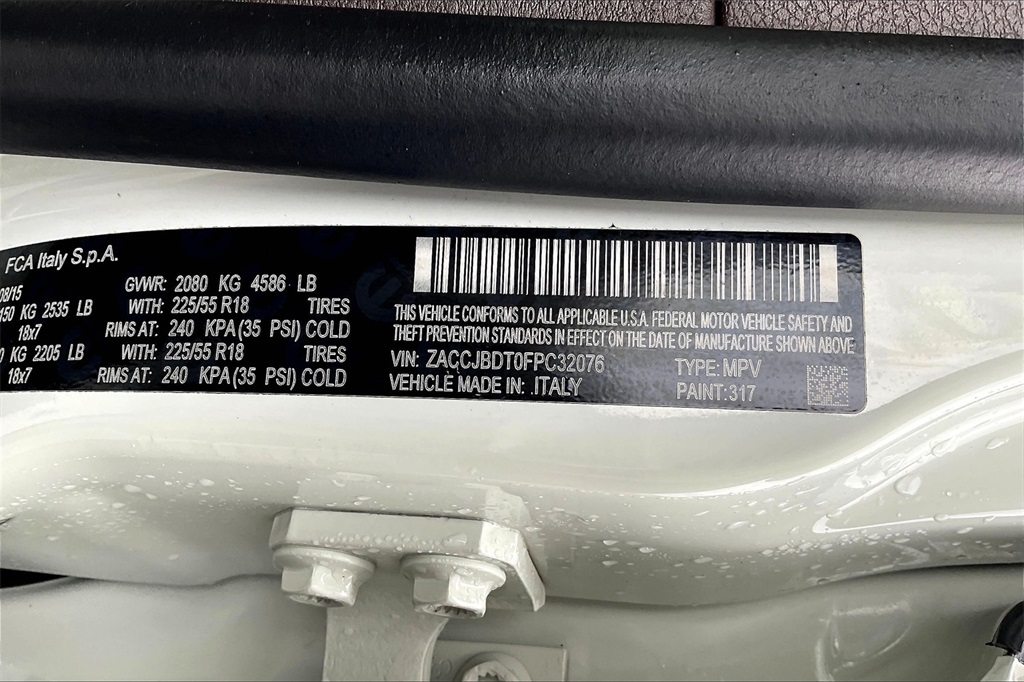 FCA Italy S.p.A.
08/15 GVWR: 2080 KG 4586 LB
150 KG 2535 LB WITH: 225/55 R18 TIRES
18x7 RIMS AT: 240 KPA (35 PSI) COLD
KG 2205 LB WITH: 225/55 R18 TIRES
18x7 RIMS AT: 240 KPA (35 PSI) COLD
THIS VEHICLE CONFORMS TO ALL APPLICABLE U.S.A. FEDERAL MOTOR VEHICLE SAFETY AND
THEFT PREVENTION STANDARDS IN EFFECT ON THE DATE OF MANUFACTURE SHOWN ABOVE.
VIN: ZACCJBDT0FPC32076 TYPE: MPV
VEHICLE MADE IN: .ITALY PAINT:317